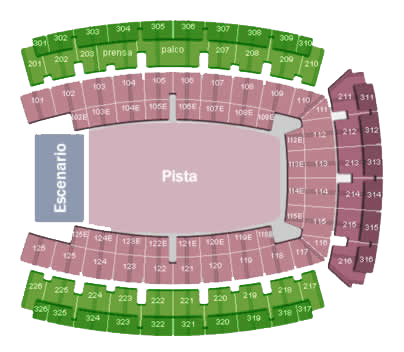 301 302 303 304 305 306 307 308 309 310
201 202 203 prensa palco 208 209 210
101 102 103 104 105 106 107 108 109 110 111
102E 103E 104E 105E 106E 107E 108E 109E
211 311
112E 112 212 312
113E 113 213 313
Escenario Pista
114 214 314
115E 115 215 315
116 216 316
125E 124E 123E 122E 121E 120E 119E 118E
126 125 124 123 122 121 120 119 118 117
226 225 224 223 222 221 220 219 218 217
326 325 324 323 322 321 320 319 318 317